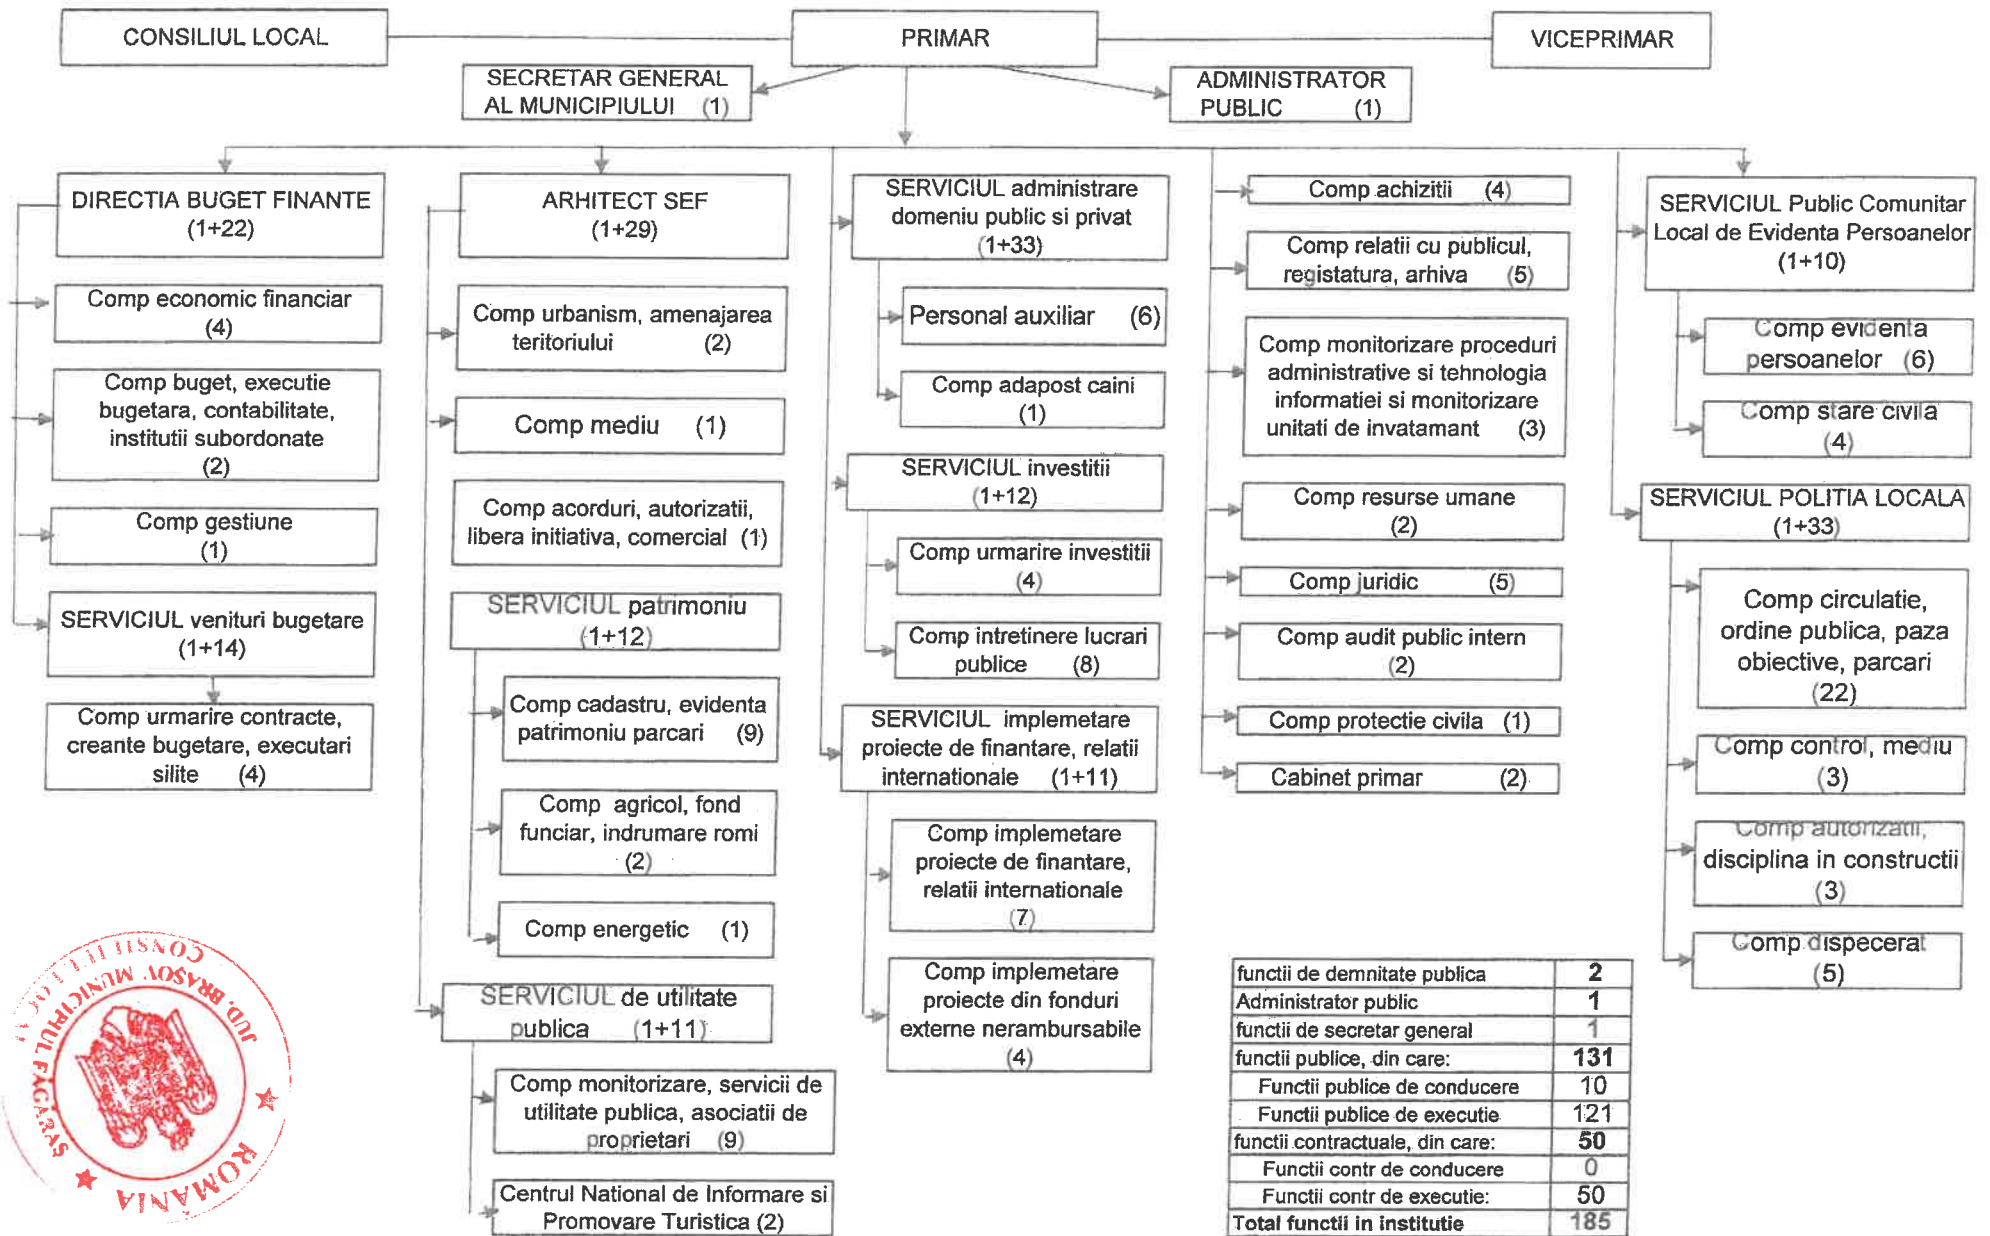 CONSILIUL LOCAL
PRIMAR
VICEPRIMAR
SECRETAR GENERAL
AL MUNICIPIULUI (1)
ADMINISTRATOR
PUBLIC (1)
DIRECTIA BUGET FINANTE
(1+22)
Comp economic financiar
(4)
Comp buget, executie
bugetara, contabilitate,
institutii subordonate
(2)
Comp gestiune
(1)
SERVICIUL venituri bugetare
(1+14)
Comp urmarire contracte,
creante bugetare, executari
silite (4)
ARHITECT SEF
(1+29)
Comp urbanism, amenajarea
teritoriului (2)
Comp mediu (1)
Comp acorduri, autorizatii,
libera initiativa, comercial (1)
SERVICIUL patrimoniu
(1+12)
Comp cadastru, evidenta
patrimoniu parcari (9)
Comp agricol, fond
funciar, indrumare romi
(2)
Comp energetic (1)
SERVICIUL de utilitate
publica (1+11)
Comp monitorizare, servicii de
utilitate publica, asociatii de
proprietari (9)
Centrul National de Informare si
Promovare Turistica (2)
SERVICIUL administrare
domeniu public si privat
(1+33)
Personal auxiliar (6)
Comp adapost caini
(1)
SERVICIUL investitii
(1+12)
Comp urmarire investitii
(4)
Comp intretinere lucrari
publice (8)
SERVICIUL implemetare
proiecte de finantare, relatii
internationale (1+11)
Comp implemetare
proiecte de finantare,
relatii internationale
(7)
Comp implemetare
proiecte din fonduri
externe nerambursabile
(4)
Comp achizitii (4)
Comp relatii cu publicul,
registatura, arhiva (5)
Comp monitorizare proceduri
administrative si tehnologia
informatiei si monitorizare
unitati de invatamant (3)
Comp resurse umane
(2)
Comp juridic (5)
Comp audit public intern
(2)
Comp protectie civila (1)
Cabinet primar (2)
SERVICIUL Public Comunitar
Local de Evidenta Persoanelor
(1+10)
Comp evidenta
persoanelor (6)
Comp stare civila
(4)
SERVICIUL POLITIA LOCALA
(1+33)
Comp circulatie,
ordine publica, paza
obiective, parcari
(22)
Comp control, mediu
(3)
Comp autorizatii,
disciplina in constructii
(3)
Comp dispecerat
(5)
functii de demnitate publica 2
Administrator public 1
functii de secretar general 1
functii publice, din care: 131
Functii publice de conducere 10
Functii publice de executie 121
functii contractuale, din care: 50
Functii contr de conducere 0
Functii contr de executie: 50
Total functii in institutie 185
ROMÂNIA
JUD. BRAŞOV MUNICIPIUL FĂGĂRAŞ
CONSILIUL LOCAL